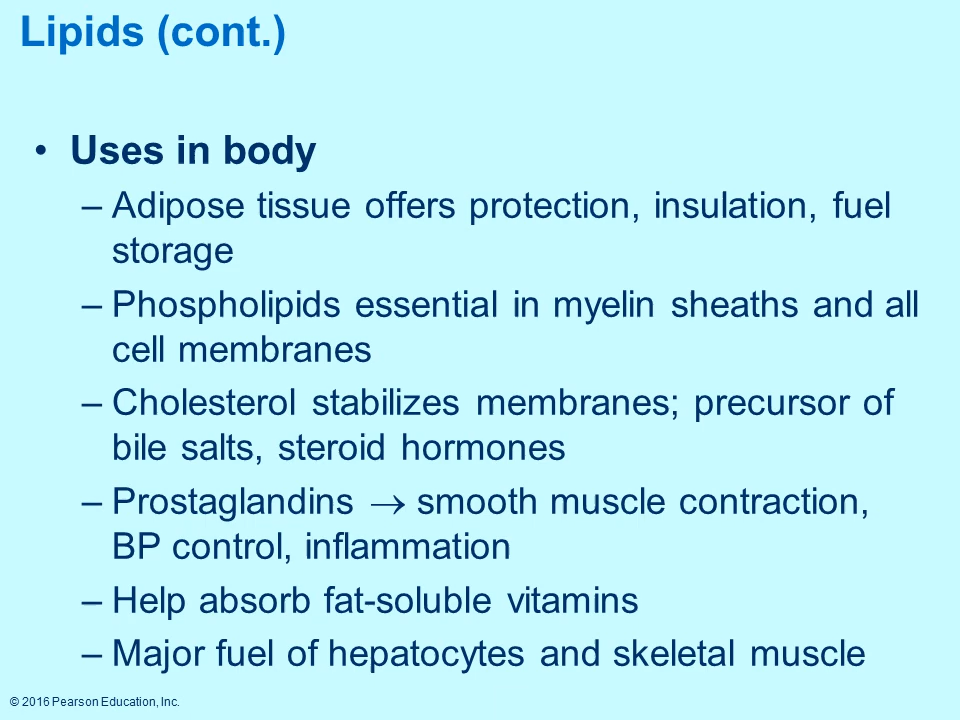 Lipids (cont.)
• Uses in body
– Adipose tissue offers protection, insulation, fuel
storage
– Phospholipids essential in myelin sheaths and all
cell membranes
– Cholesterol stabilizes membranes; precursor of
bile salts, steroid hormones
– Prostaglandins → smooth muscle contraction,
BP control, inflammation
– Help absorb fat-soluble vitamins
– Major fuel of hepatocytes and skeletal muscle
© 2016 Pearson Education, Inc.